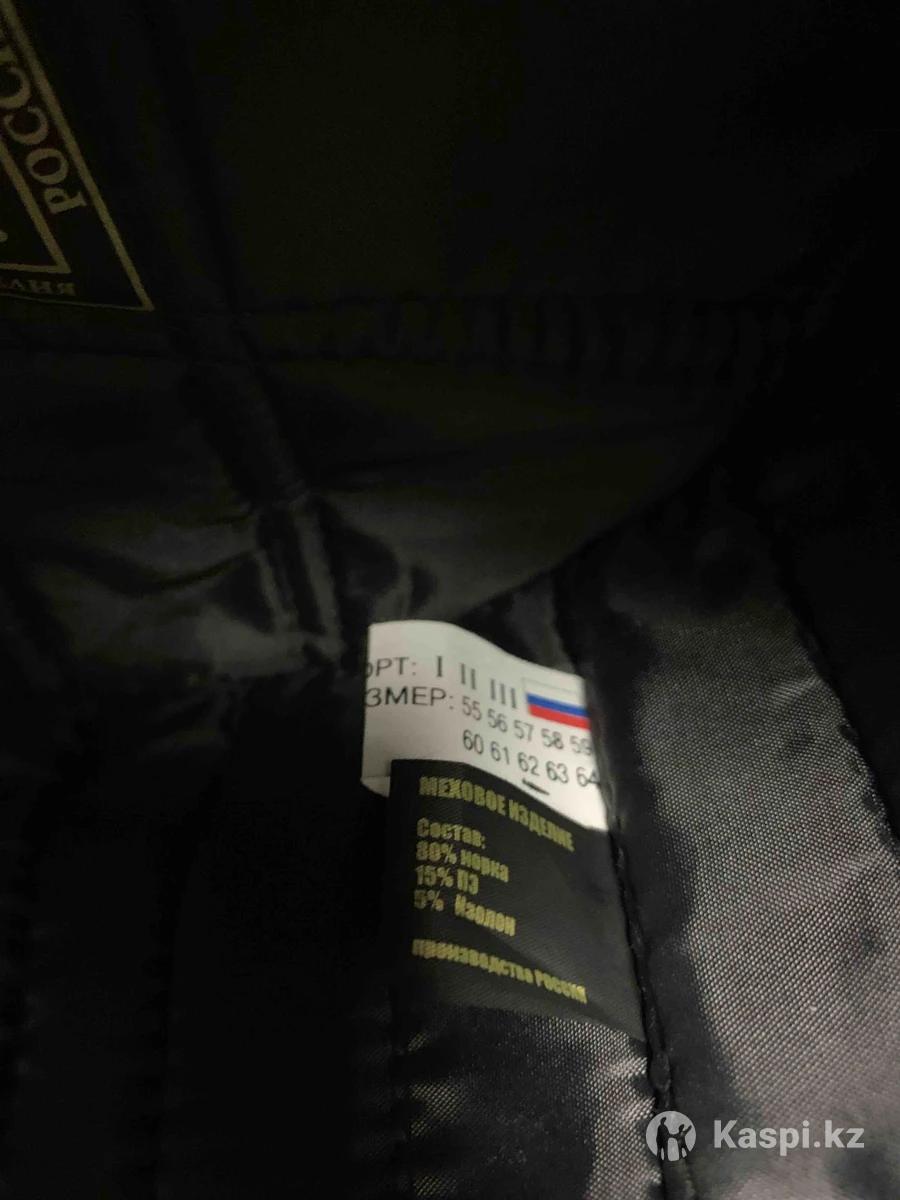 РОССИ
ОРТ: I II III
ЗМЕР: 55 56 57 58 59
60 61 62 63 64
МЕХОВОЕ ИЗДЕЛИЕ
Состав:
80% норка
15% ПЭ
5% Изолон
производство РОССИЯ
Kaspi.kz